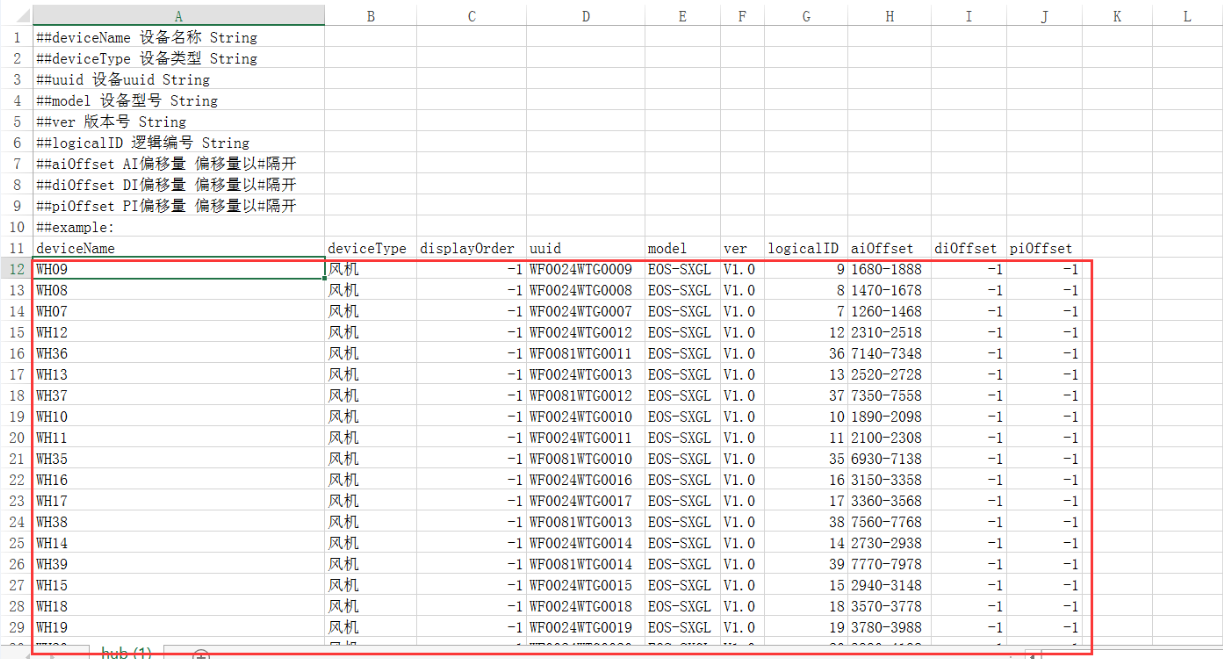 A B C D E F G H I J K L
1 ##deviceName 设备名称 String
2 ##deviceType 设备类型 String
3 ##uuid 设备uuid String
4 ##model 设备型号 String
5 ##ver 版本号 String
6 ##logicalID 逻辑编号 String
7 ##aiOffset AI偏移量 偏移量以#隔开
8 ##diOffset DI偏移量 偏移量以#隔开
9 ##piOffset PI偏移量 偏移量以#隔开
10 ##example:
11 deviceName deviceType displayOrder uuid model ver logicalID aiOffset diOffset piOffset
12 WH09 风机 -1 WF0024WTG0009 EOS-SXGL V1.0 9 1680-1888 -1 -1
13 WH08 风机 -1 WF0024WTG0008 EOS-SXGL V1.0 8 1470-1678 -1 -1
14 WH07 风机 -1 WF0024WTG0007 EOS-SXGL V1.0 7 1260-1468 -1 -1
15 WH12 风机 -1 WF0024WTG0012 EOS-SXGL V1.0 12 2310-2518 -1 -1
16 WH36 风机 -1 WF0081WTG0011 EOS-SXGL V1.0 36 7140-7348 -1 -1
17 WH13 风机 -1 WF0024WTG0013 EOS-SXGL V1.0 13 2520-2728 -1 -1
18 WH37 风机 -1 WF0081WTG0012 EOS-SXGL V1.0 37 7350-7558 -1 -1
19 WH10 风机 -1 WF0024WTG0010 EOS-SXGL V1.0 10 1890-2098 -1 -1
20 WH11 风机 -1 WF0024WTG0011 EOS-SXGL V1.0 11 2100-2308 -1 -1
21 WH35 风机 -1 WF0081WTG0010 EOS-SXGL V1.0 35 6930-7138 -1 -1
22 WH16 风机 -1 WF0024WTG0016 EOS-SXGL V1.0 16 3150-3358 -1 -1
23 WH17 风机 -1 WF0024WTG0017 EOS-SXGL V1.0 17 3360-3568 -1 -1
24 WH38 风机 -1 WF0081WTG0013 EOS-SXGL V1.0 38 7560-7768 -1 -1
25 WH14 风机 -1 WF0024WTG0014 EOS-SXGL V1.0 14 2730-2938 -1 -1
26 WH39 风机 -1 WF0081WTG0014 EOS-SXGL V1.0 39 7770-7978 -1 -1
27 WH15 风机 -1 WF0024WTG0015 EOS-SXGL V1.0 15 2940-3148 -1 -1
28 WH18 风机 -1 WF0024WTG0018 EOS-SXGL V1.0 18 3570-3778 -1 -1
29 WH19 风机 -1 WF0024WTG0019 EOS-SXGL V1.0 19 3780-3988 -1 -1
hub (1)